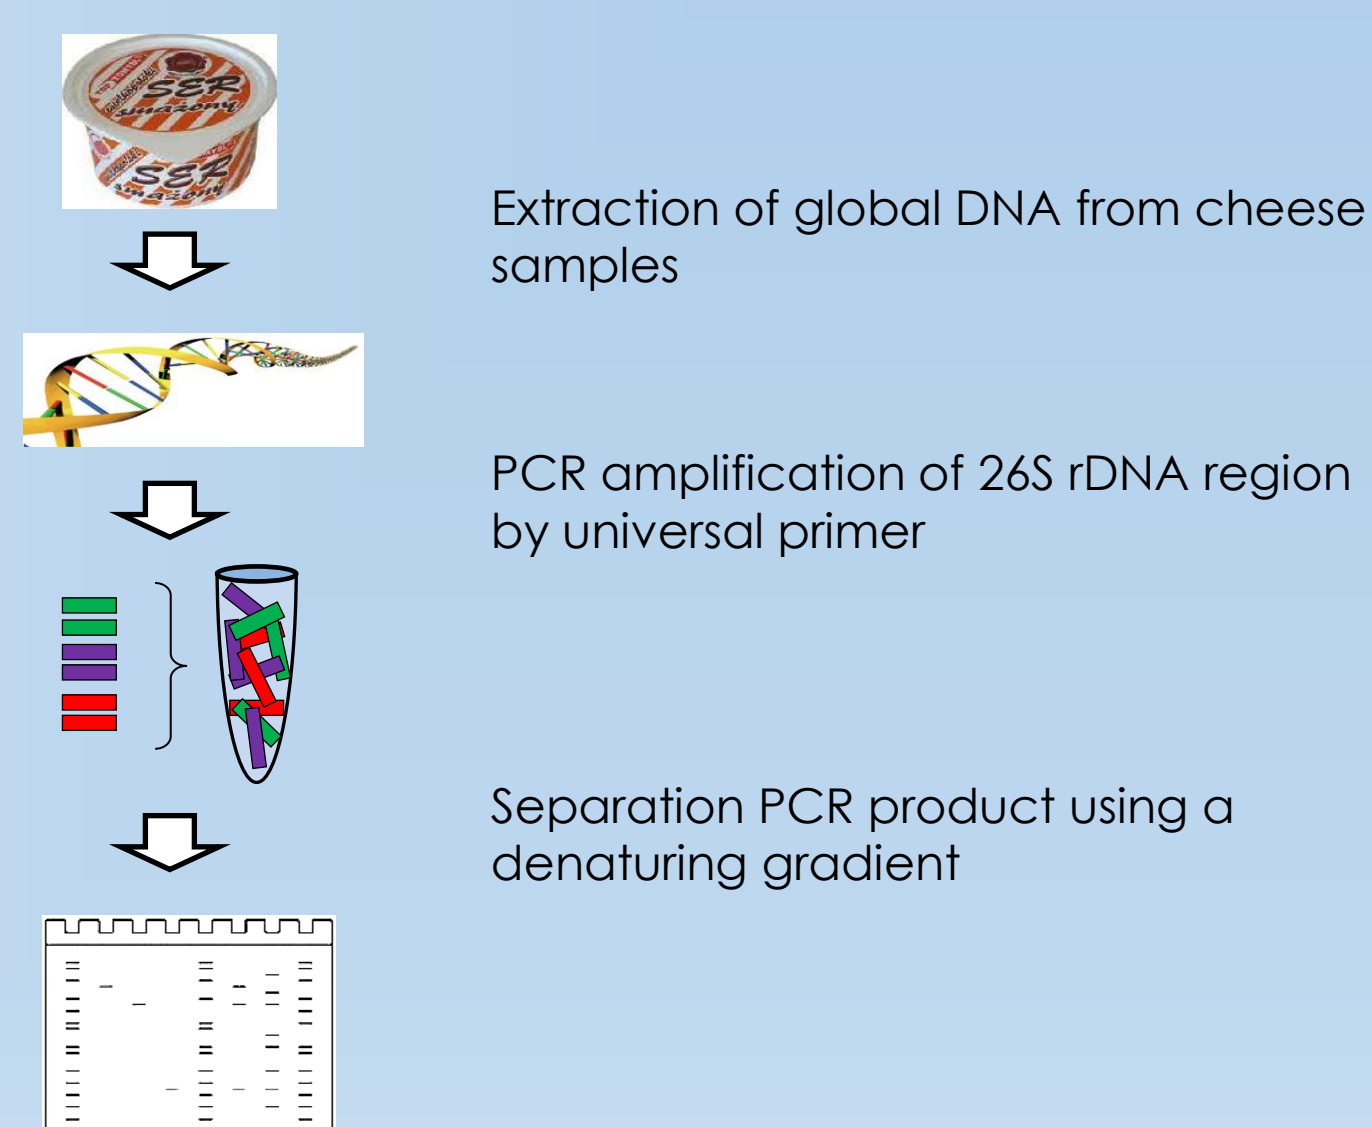 SER
smażony
SER
smażony
Extraction of global DNA from cheese
samples
PCR amplification of 26S rDNA region
by universal primer
Separation PCR product using a
denaturing gradient